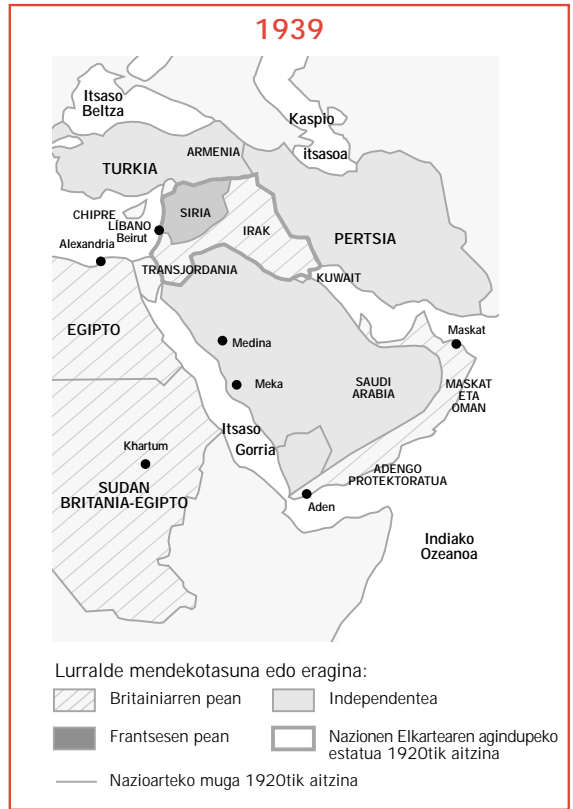 1939
Itsaso
Beltza
Kaspio
itsasoa
ARMENIA
TURKIA
CHIPRE
SIRIA
LÍBANO
Beirut
IRAK
PERTSIA
Alexandria
TRANSJORDANIA
KUWAIT
EGIPTO
Maskat
Medina
Meka
SAUDI
ARABIA
MASKAT
ETA
OMAN
Itsaso
Gorria
Khartum
ADENGO
PROTEKTORATUA
SUDAN
BRITANIA-EGIPTO
Aden
Indiako
Ozeanoa
Lurralde mendekotasuna edo eragina:
Britainiarren pean
Independentea
Frantsesen pean
Nazionen Elkartearen agindupeko
estatua 1920tik aitzina
Nazioarteko muga 1920tik aitzina